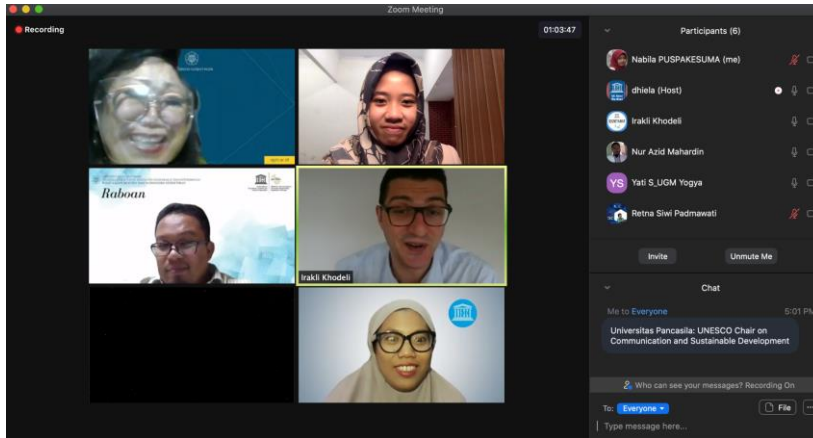 Zoom Meeting
Recording
01:03:47
Raboan
Irakli Khodeli
Participants (6)
Nabila PUSPAKESUMA (me)
dhiela (Host)
Irakli Khodeli
Nur Azid Mahardin
YS Yati S_UGM Yogya
Retna Siwi Padmawati
Invite
Unmute Me
Chat
Me to Everyone
5:01 PM
Universitas Pancasila: UNESCO Chair on
Communication and Sustainable Development
Who can see your messages? Recording On
To: Everyone
File
Type message here...